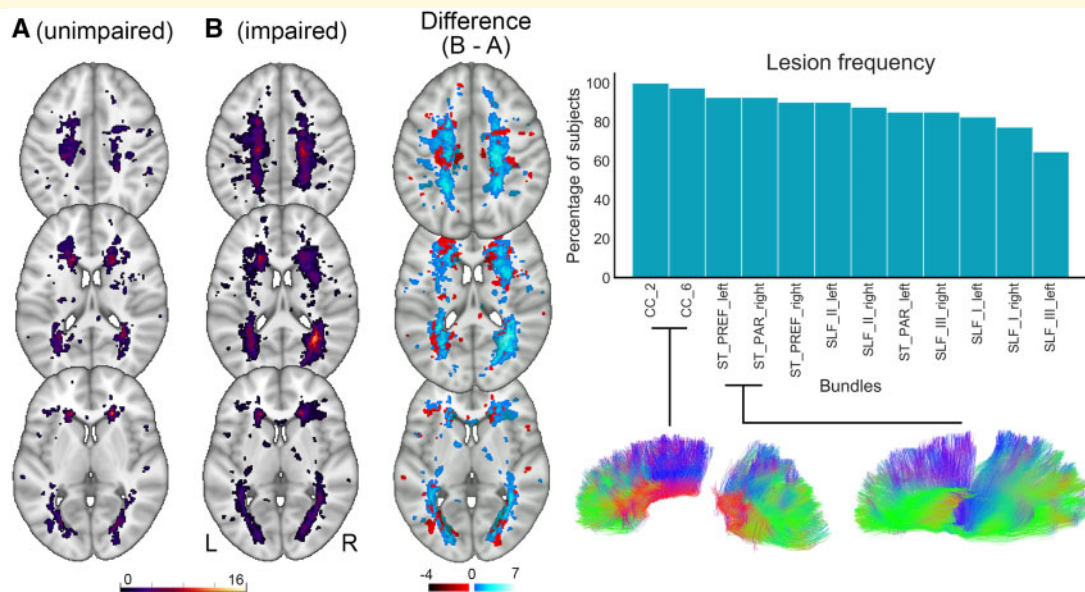 A (unimpaired)
B (impaired)
Difference
(B - A)
L
R
0 16
-4 0 7
Lesion frequency
Percentage of subjects
100
80
60
40
20
0
CC_2
CC_6
ST_PREF_left
ST_PAR_right
ST_PREF_right
SLF_II_left
SLF_II_right
ST_PAR_left
SLF_III_right
SLF_I_left
SLF_I_right
SLF_III_left
Bundles